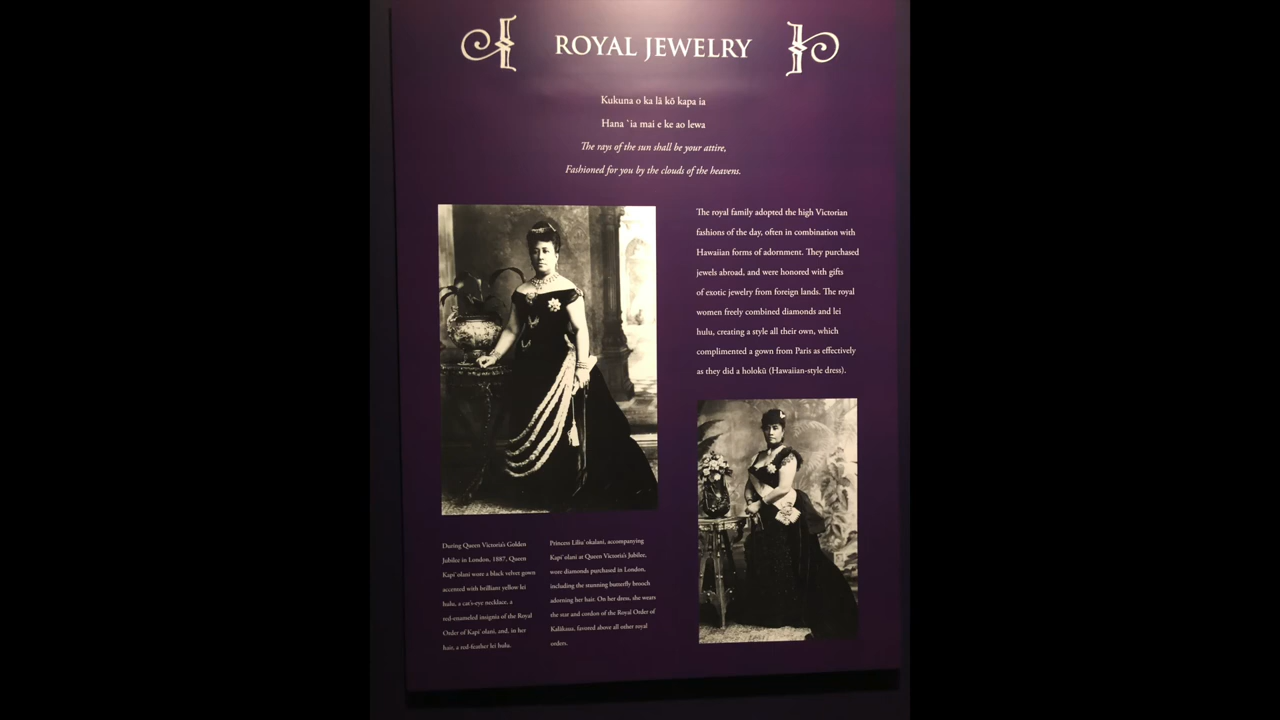 ROYAL JEWELRY
Kukuna o ka lā kō kapa ia
Hana `ia mai e ke ao lewa
The rays of the sun shall be your attire,
Fashioned for you by the clouds of the heavens.
The royal family adopted the high Victorian
fashions of the day, often in combination with
Hawaiian forms of adornment. They purchased
jewels abroad, and were honored with gifts
of exotic jewelry from foreign lands. The royal
women freely combined diamonds and lei
hulu, creating a style all their own, which
complimented a gown from Paris as effectively
as they did a holokū (Hawaiian-style dress).
During Queen Victoria's Golden
Jubilee in London, 1887, Queen
Kapi`olani wore a black velvet gown
accented with brilliant yellow lei
hulu, a cat's-eye necklace, a
red-enameled insignia of the Royal
Order of Kapi`olani, and, in her
hair, a red-feather lei hulu.
Princess Lili`uokalani, accompanying
Kapi`olani at Queen Victoria's Jubilee,
wore diamonds purchased in London,
including the stunning butterfly brooch
adorning her hair. On her dress, she wears
the star and cordon of the Royal Order of
Kalākaua, favored above all other royal
orders.